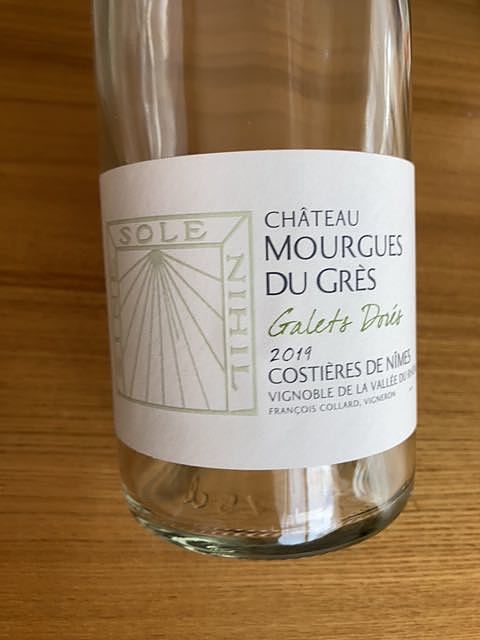 SOLE
NIHIL
CHÂTEAU
MOURGUES
DU GRÈS
Galets Dorés
2019
COSTIÈRES DE NÎMES
VIGNOBLE DE LA VALLÉE DU
FRANÇOIS COLLARD, VIGNERON